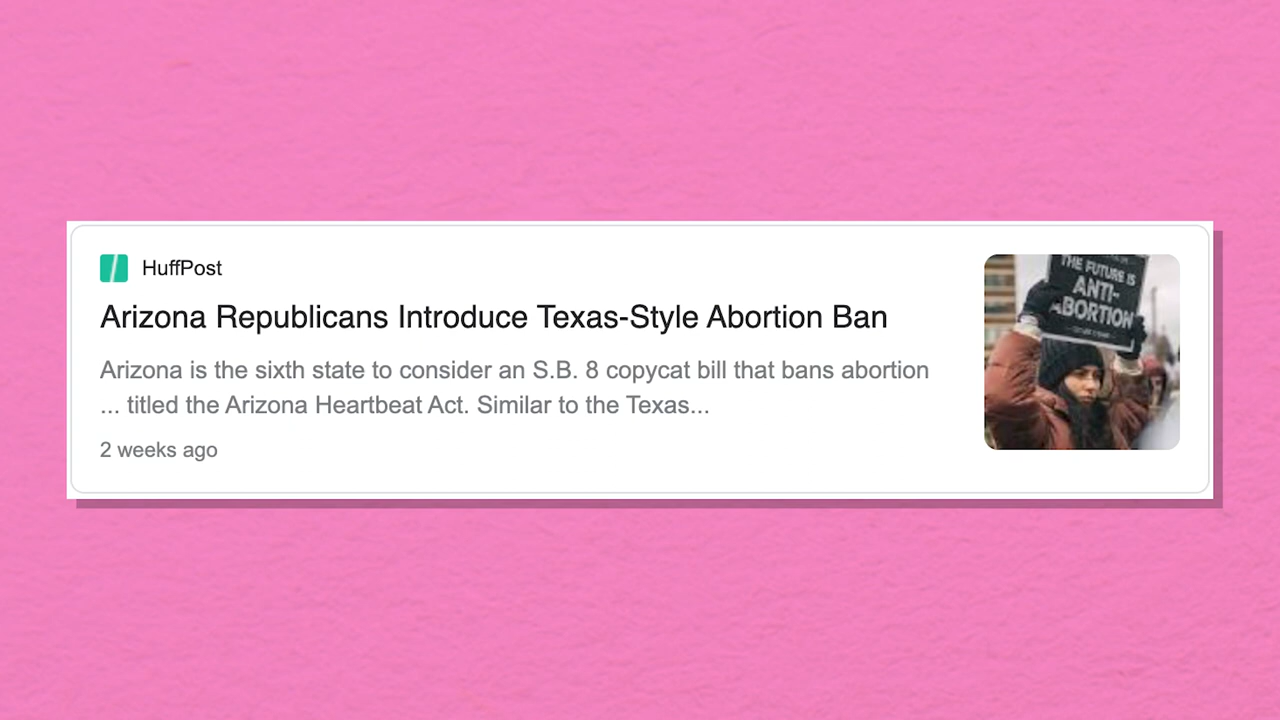 HuffPost
Arizona Republicans Introduce Texas-Style Abortion Ban
Arizona is the sixth state to consider an S.B. 8 copycat bill that bans abortion
... titled the Arizona Heartbeat Act. Similar to the Texas...
2 weeks ago
THE FUTURE IS
ANTI-
ABORTION